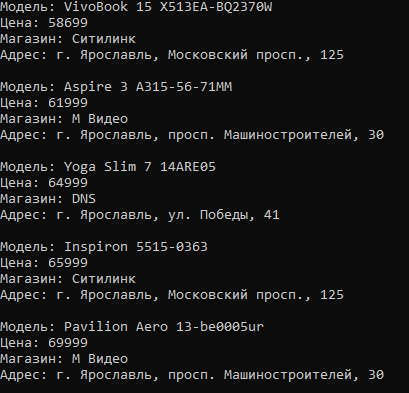 Модель: VivoBook 15 X513EA-BQ2370W
Цена: 58699
Магазин: Ситилинк
Адрес: г. Ярославль, Московский просп., 125
Модель: Aspire 3 A315-56-71MM
Цена: 61999
Магазин: М Видео
Адрес: г. Ярославль, просп. Машиностроителей, 30
Модель: Yoga Slim 7 14ARE05
Цена: 64999
Магазин: DNS
Адрес: г. Ярославль, ул. Победы, 41
Модель: Inspiron 5515-0363
Цена: 65999
Магазин: Ситилинк
Адрес: г. Ярославль, Московский просп., 125
Модель: Pavilion Aero 13-be0005ur
Цена: 69999
Магазин: М Видео
Адрес: г. Ярославль, просп. Машиностроителей, 30